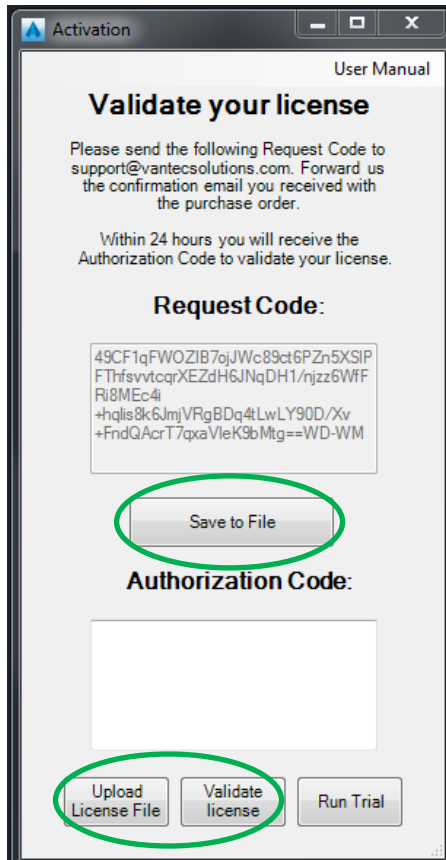 Activation
User Manual
Validate your license
Please send the following Request Code to
support@vantecsolutions.com. Forward us
the confirmation email you received with
the purchase order.
Within 24 hours you will receive the
Authorization Code to validate your license.
Request Code:
49CF1qFWOZIB7ojJWc89ct6PZn5XSIP
FThfsvvtcqrXEZdH6JNqDH1/njzz6WfF
Ri8MEc4i
+hqlis8k6JmjVRgBDq4tLwLY90D/Xv
+FndQAcrT7qxaVleK9bMtg==WD-WM
Save to File
Authorization Code:
Upload
License File
Validate
license
Run Trial